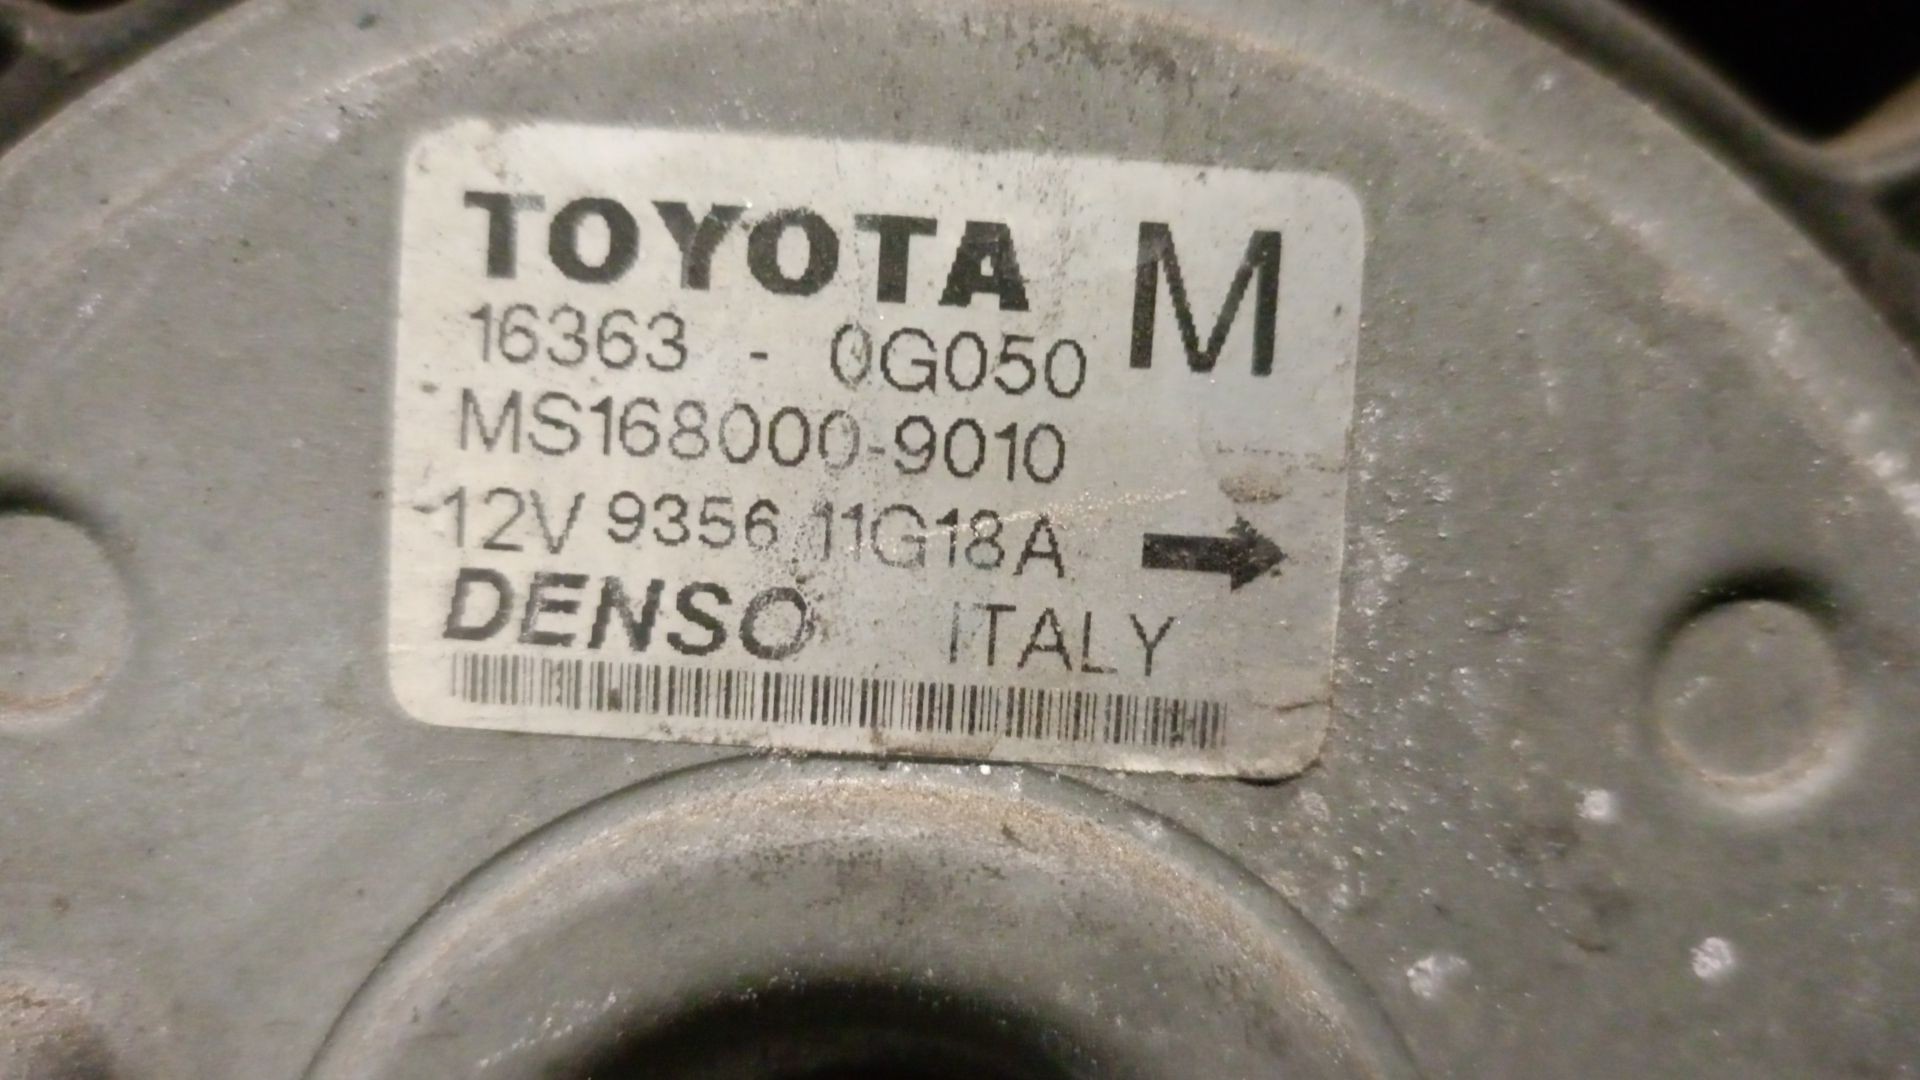 TOYOTA M
16363 - 0G050
MS168000-9010
12V 9356 11G18A
DENSO ITALY